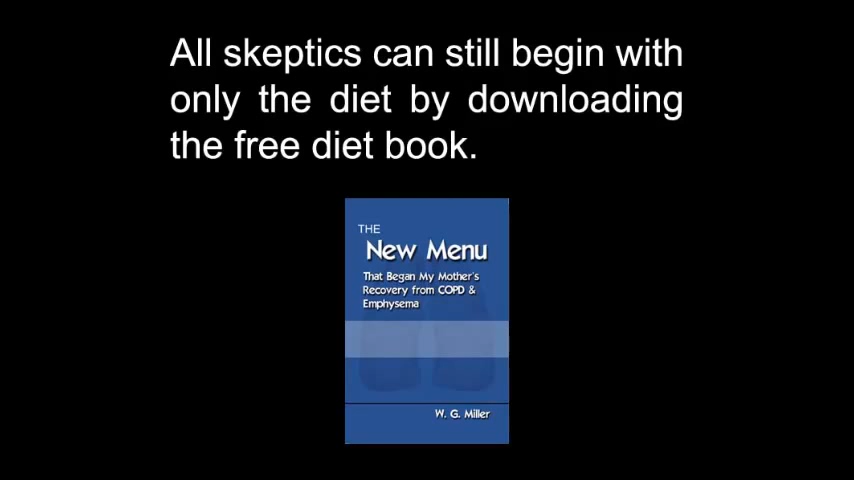 All skeptics can still begin with
only the diet by downloading
the free diet book.
THE
New Menu
That Began My Mother's
Recovery from COPD &
Emphysema
W. G. Miller